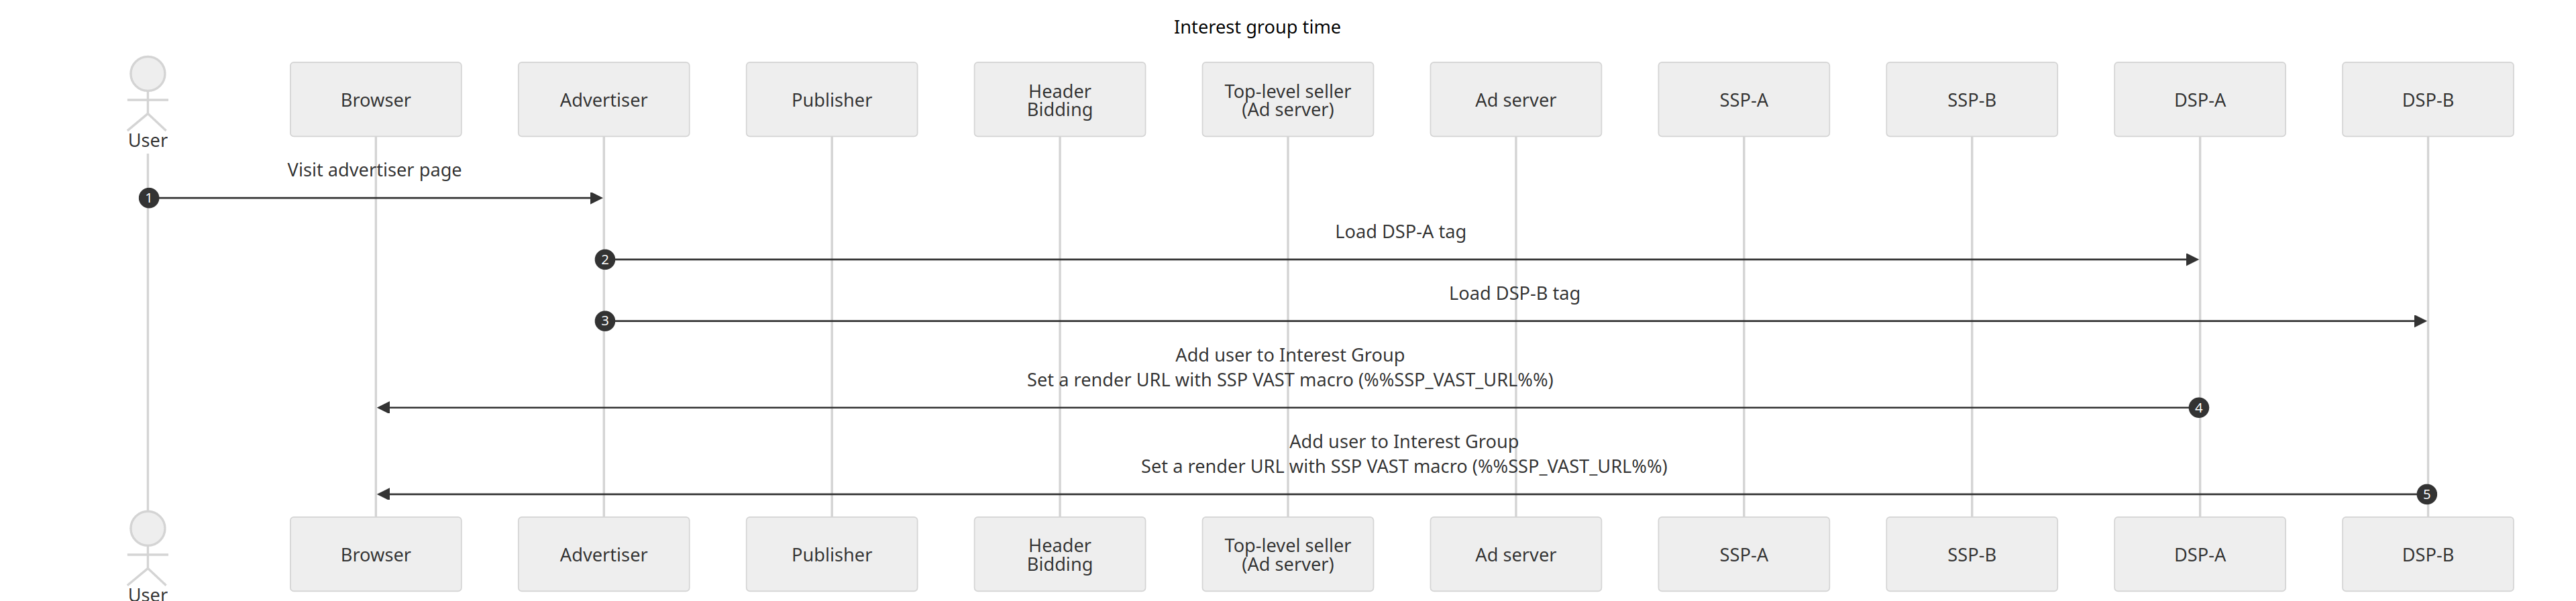 Interest group time
User
Browser
Advertiser
Publisher
Header
Bidding
Top-level seller
(Ad server)
Ad server
SSP-A
SSP-B
DSP-A
DSP-B
Visit advertiser page
1
Load DSP-A tag
2
Load DSP-B tag
3
Add user to Interest Group
Set a render URL with SSP VAST macro (%%SSP_VAST_URL%%)
4
Add user to Interest Group
Set a render URL with SSP VAST macro (%%SSP_VAST_URL%%)
5
User
Browser
Advertiser
Publisher
Header
Bidding
Top-level seller
(Ad server)
Ad server
SSP-A
SSP-B
DSP-A
DSP-B